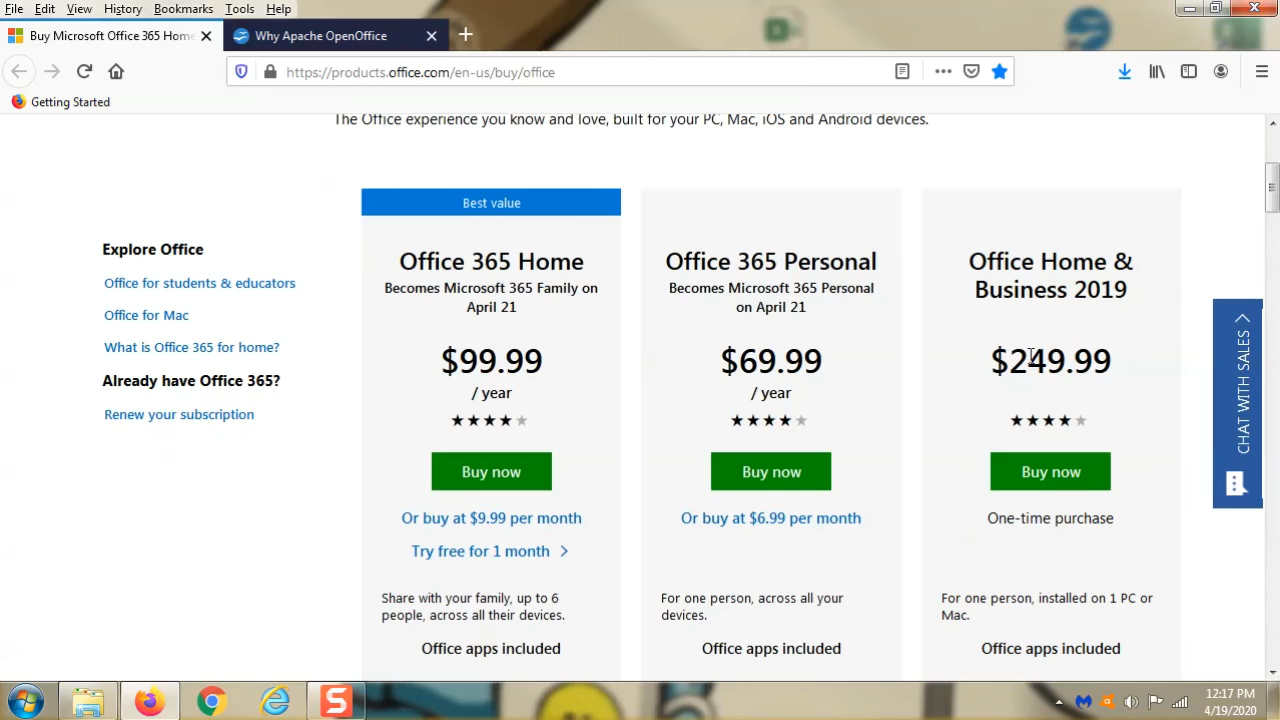 File Edit View History Bookmarks Tools Help
Buy Microsoft Office 365 Home
Why Apache OpenOffice
https://products.office.com/en-us/buy/office
Getting Started
The Office experience you know and love, built for your PC, Mac, iOS and Android devices.
Explore Office
Office for students & educators
Office for Mac
What is Office 365 for home?
Already have Office 365?
Renew your subscription
Best value
Office 365 Home
Becomes Microsoft 365 Family on
April 21
$99.99
/ year
Buy now
Or buy at $9.99 per month
Try free for 1 month
Share with your family, up to 6
people, across all their devices.
Office apps included
Office 365 Personal
Becomes Microsoft 365 Personal
on April 21
$69.99
/ year
Buy now
Or buy at $6.99 per month
For one person, across all your
devices.
Office apps included
Office Home &
Business 2019
$249.99
Buy now
One-time purchase
For one person, installed on 1 PC or
Mac.
Office apps included
CHAT WITH SALES
12:17 PM
4/19/2020